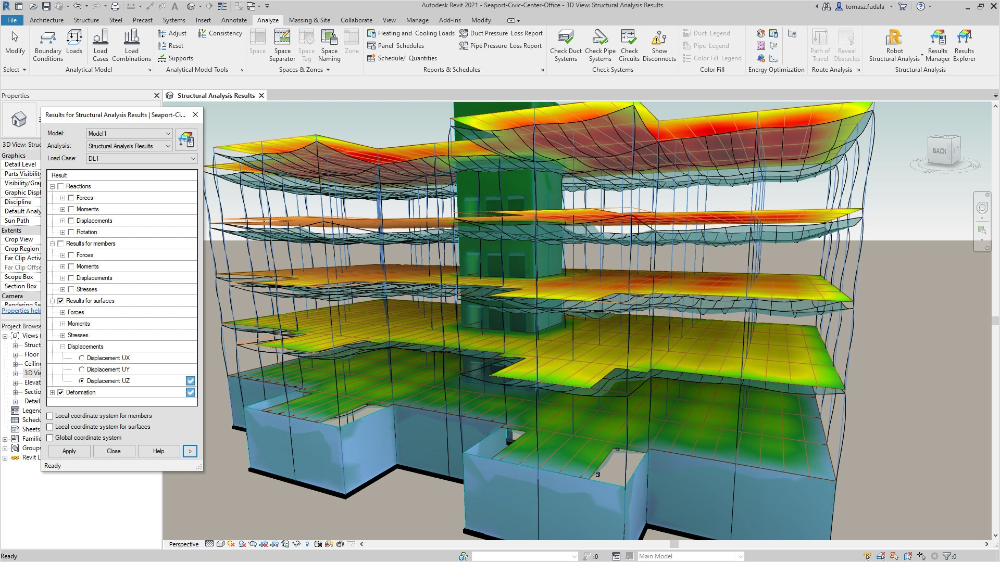 Autodesk Revit 2021 - Seaport-Civic-Center-Office - 3D View: Structural Analysis Results
tomasz.fudala
File Architecture Structure Steel Precast Systems Insert Annotate Analyze Massing & Site Collaborate View Manage Add-Ins Modify
Modify
Select
Boundary Conditions
Loads
Load Cases
Load Combinations
Analytical Model
Adjust
Reset
Supports
Consistency
Analytical Model Tools
Space
Space Separator
Space Tag
Space Naming
Zone
Spaces & Zones
Heating and Cooling Loads
Panel Schedules
Schedule/ Quantities
Duct Pressure Loss Report
Pipe Pressure Loss Report
Reports & Schedules
Check Duct Systems
Check Pipe Systems
Check Circuits
Show Disconnects
Check Systems
Duct Legend
Pipe Legend
Color Fill Legend
Color Fill
Energy Optimization
Path of Travel
Reveal Obstacles
Route Analysis
Robot Structural Analysis
Results Manager
Results Explorer
Structural Analysis
Properties
Structural Analysis Results
Results for Structural Analysis Results | Seaport-Ci...
Model: Model1
Analysis: Structural Analysis Results
Load Case: DL1
Result
Reactions
Forces
Moments
Displacements
Rotation
Results for members
Forces
Moments
Displacements
Stresses
Results for surfaces
Forces
Moments
Stresses
Displacements
Displacement UX
Displacement UY
Displacement UZ
Deformation
Local coordinate system for members
Local coordinate system for surfaces
Global coordinate system
Apply Close Help >
Ready
3D View: Struc
Graphics
Detail Level
Parts Visibility
Visibility/Grap
Graphic Displ
Discipline
Default Analy
Sun Path
Extents
Crop View
Crop Region
Far Clip Activ
Far Clip Offse
Scope Box
Section Box
Camera
Rendering Se
Properties help
Project Browse
Views
Struct
Floor
Ceilin
3D Vie
Elevat
Sectio
Detail
Legen
Schedu
Sheets
Familie
Groups
Revit L
BACK
Perspective
Ready
:0
Main Model
:0